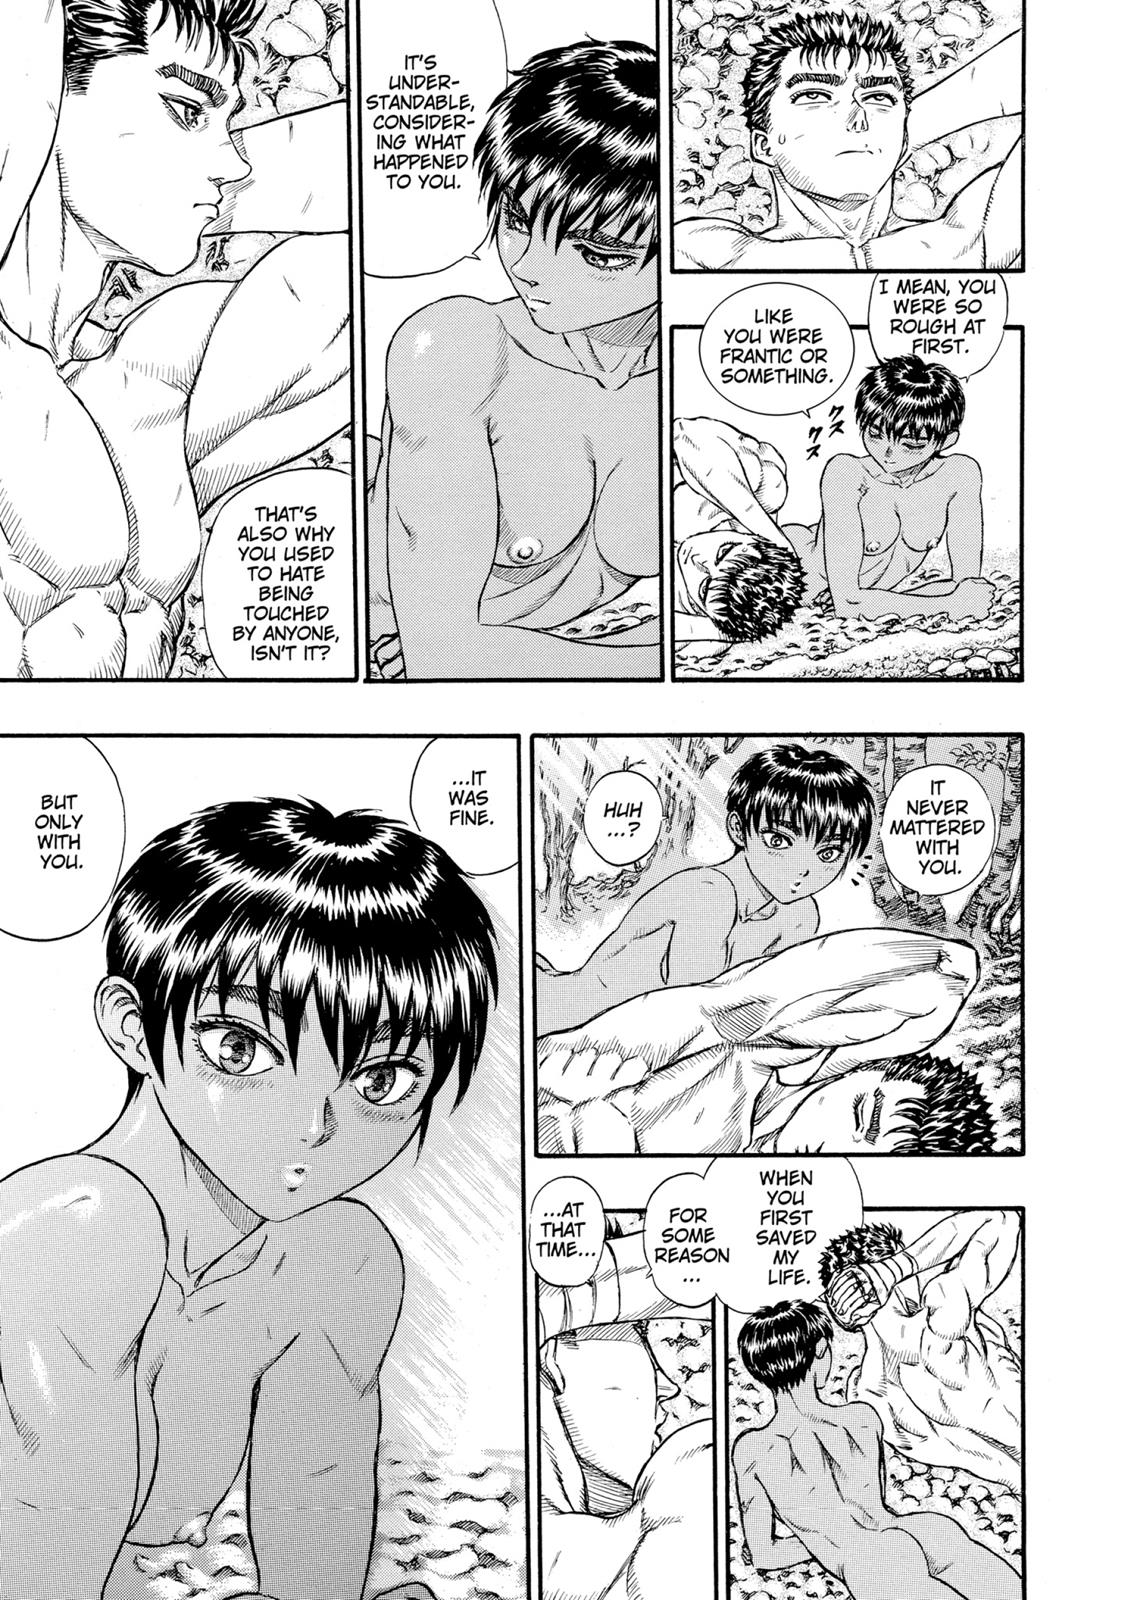 I MEAN, YOU
WERE SO
ROUGH AT
FIRST.
LIKE
YOU WERE
FRANTIC OR
SOMETHING.
クス
クス
IT'S
UNDER-
STANDABLE,
CONSIDER-
ING WHAT
HAPPENED
TO YOU.
THAT'S
ALSO WHY
YOU USED
TO HATE
BEING
TOUCHED
BY ANYONE,
ISN'T IT?
IT
NEVER
MATTERED
WITH
YOU.
HUH
...?
WHEN
YOU
FIRST
SAVED
MY
LIFE.
FOR
SOME
REASON
...
...AT
THAT
TIME...
...IT
WAS
FINE.
BUT
ONLY
WITH
YOU.